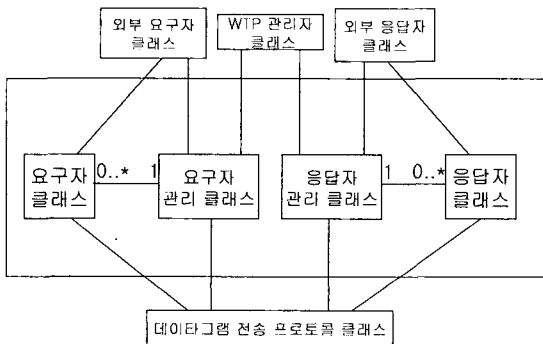 외부 요구자
클래스
WTP 관리자
클래스
외부 응답자
클래스
요구자
클래스
0..*
1
요구자
관리 클래스
응답자
관리 클래스
1
0..*
응답자
클래스
데이타그램 전송 프로토콜 클래스